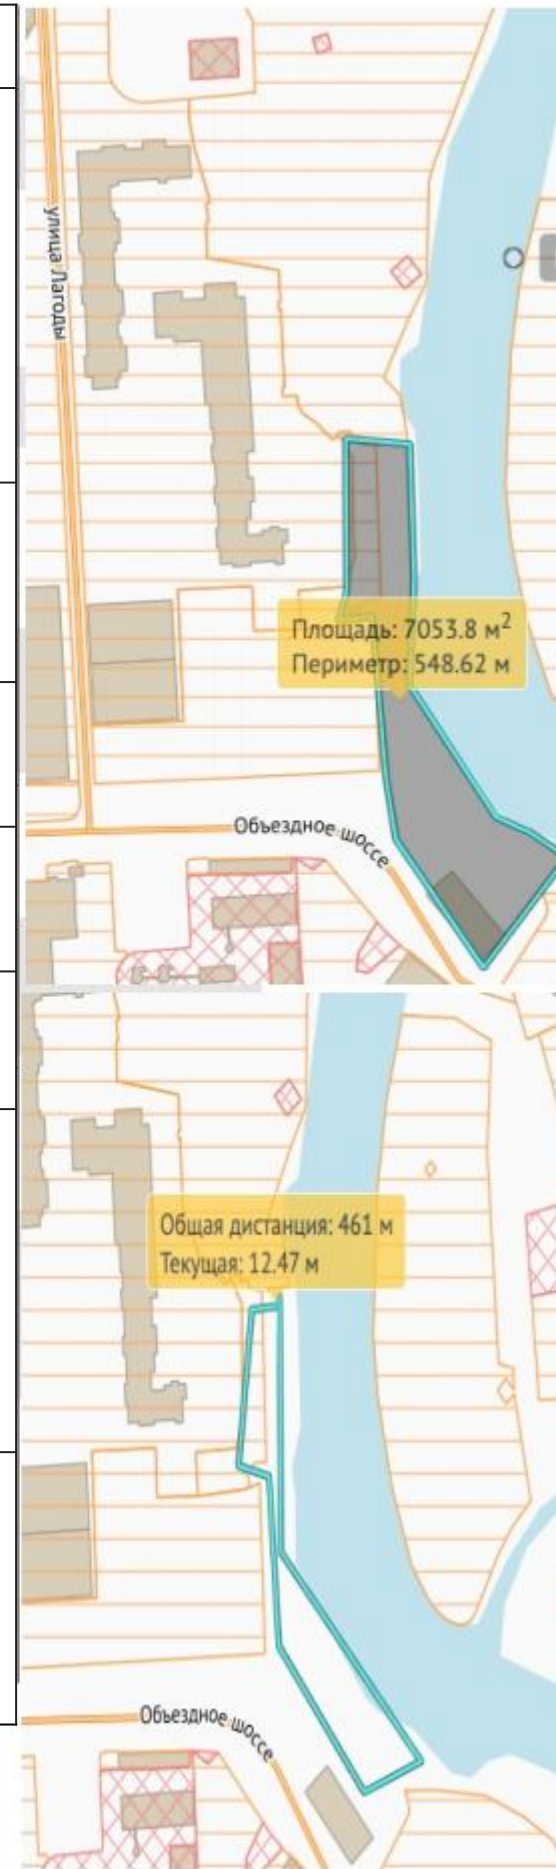 улица Лагоды
Площадь: 7053.8 м²
Периметр: 548.62 м
Объездное шоссе
Общая дистанция: 461 м
Текущая: 12.47 м
Объездное шоссе